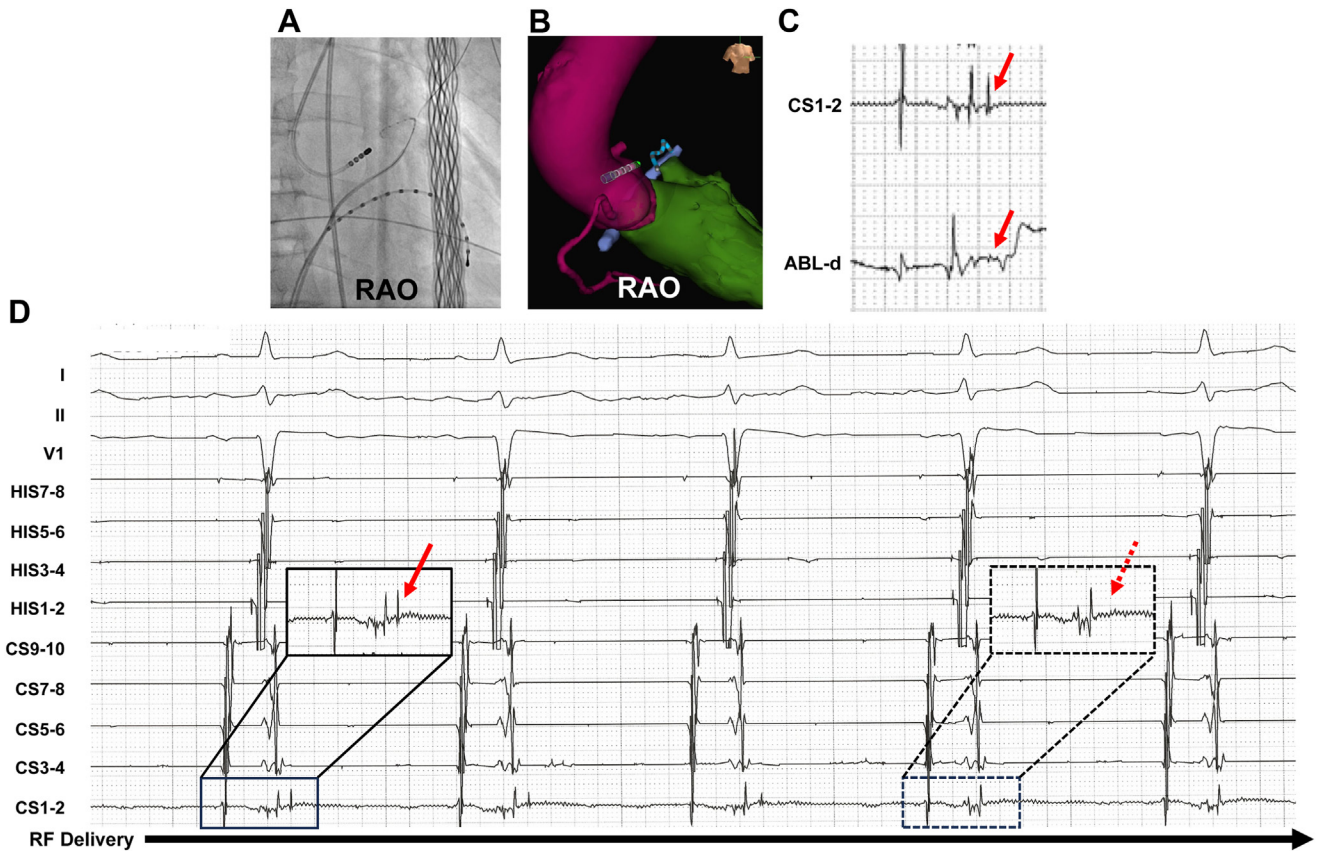 A
B
C
RAO
RAO
CS1-2
ABL-d
D
I
II
V1
HIS7-8
HIS5-6
HIS3-4
HIS1-2
CS9-10
CS7-8
CS5-6
CS3-4
CS1-2
RF Delivery